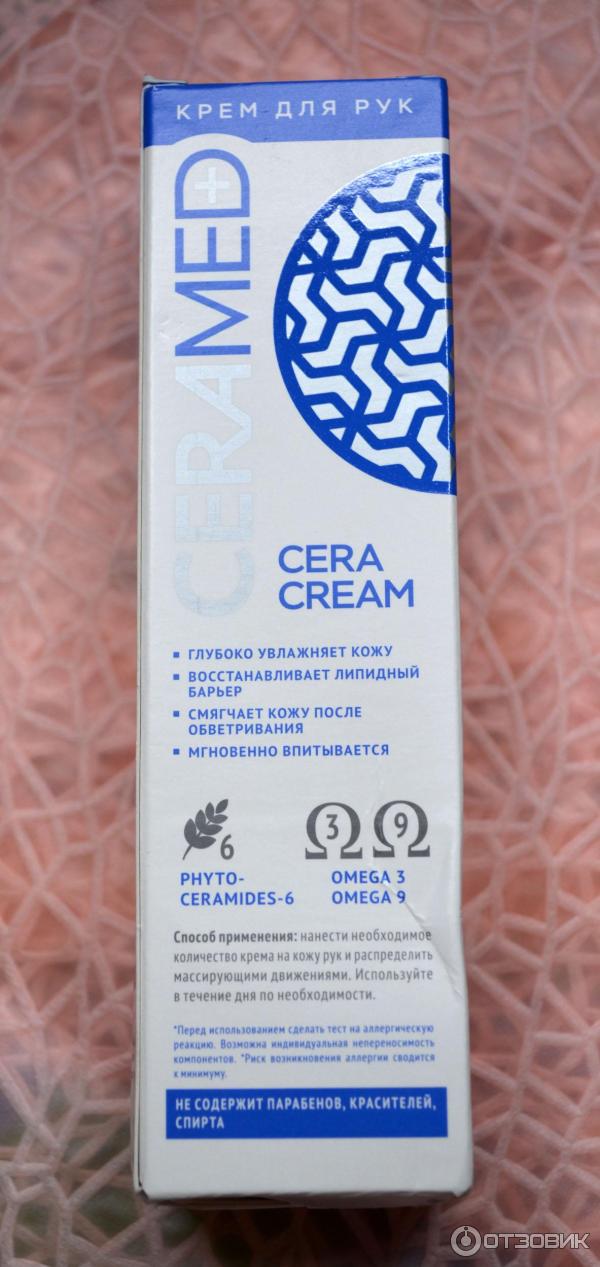 КРЕМ ДЛЯ РУК
CERAMED
CERA
CREAM
▪ ГЛУБОКО УВЛАЖНЯЕТ КОЖУ
▪ ВОССТАНАВЛИВАЕТ ЛИПИДНЫЙ
БАРЬЕР
▪ СМЯГЧАЕТ КОЖУ ПОСЛЕ
ОБВЕТРИВАНИЯ
▪ МГНОВЕННО ВПИТЫВАЕТСЯ
6
3 9
PHYTO-
CERAMIDES-6
OMEGA 3
OMEGA 9
Способ применения: нанести необходимое
количество крема на кожу рук и распределить
массирующими движениями. Используйте
в течение дня по необходимости.
*Перед использованием сделать тест на аллергическую
реакцию. Возможна индивидуальная непереносимость
компонентов. *Риск возникновения аллергии сводится
к минимуму.
НЕ СОДЕРЖИТ ПАРАБЕНОВ, КРАСИТЕЛЕЙ,
СПИРТА
ОТЗОВИК